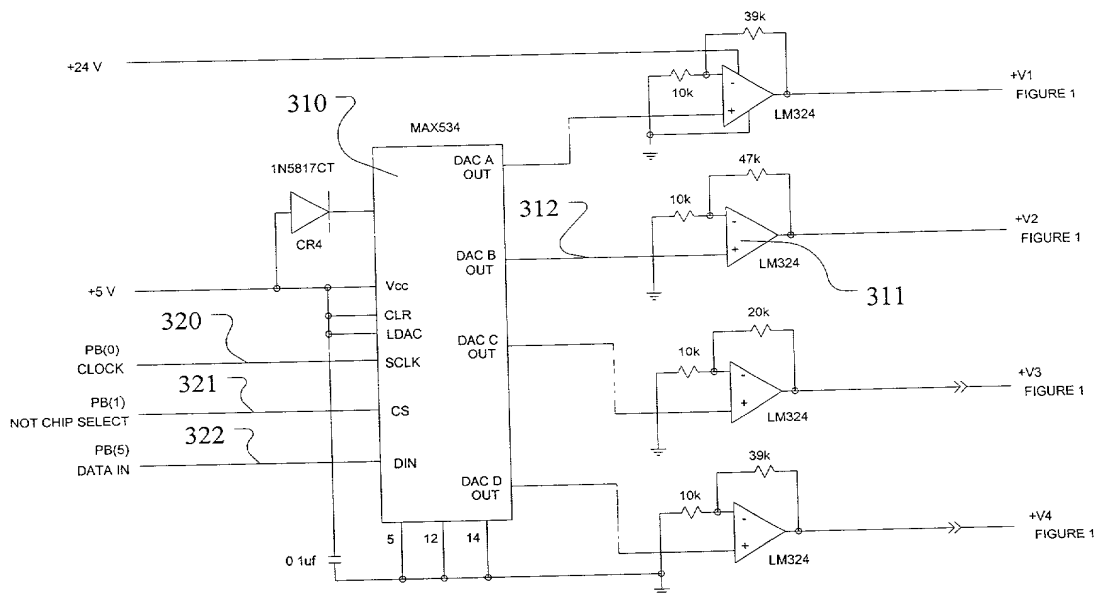 39k
+24 V
10k
-
+
LM324
+V1
FIGURE 1
310
MAX534
DAC A
OUT
1N5817CT
CR4
47k
10k
312
-
+
LM324
+V2
FIGURE 1
311
DAC B
OUT
+5 V
Vcc
CLR
LDAC
320
PB(0)
CLOCK
SCLK
DAC C
OUT
20k
10k
-
+
LM324
+V3
FIGURE 1
321
PB(1)
NOT CHIP SELECT
CS
322
PB(5)
DATA IN
DIN
DAC D
OUT
39k
10k
-
+
LM324
+V4
FIGURE 1
5
12
14
0 1uf